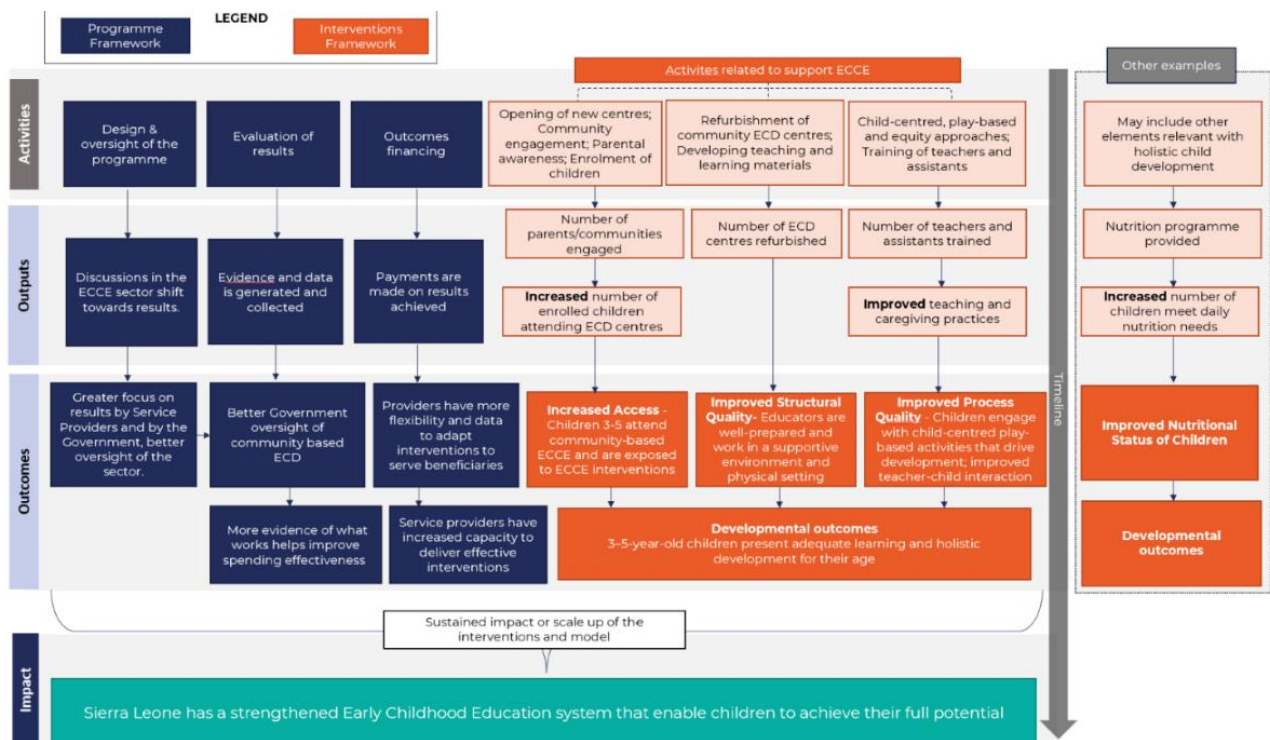 LEGEND
Programme
Framework
Interventions
Framework
Activities
Activites related to support ECCE
Other examples
Design &
oversight of the
programme
Evaluation of
results
Outcomes
financing
Opening of new centres;
Community
engagement; Parental
awareness; Enrolment of
children
Refurbishment of
community ECD centres;
Developing teaching and
learning materials
Child-centred, play-based
and equity approaches;
Training of teachers and
assistants
May include other
elements relevant with
holistic child
development
Outputs
Discussions in the
ECCE sector shift
towards results.
Evidence and data
is generated and
collected
Payments are
made on results
achieved
Number of
parents/communities
engaged
Number of ECD
centres refurbished
Number of teachers and
assistants trained
Nutrition programme
provided
Increased number of
enrolled children
attending ECD centres
Improved teaching and
caregiving practices
Increased number of
children meet daily
nutrition needs
Timeline
Outcomes
Greater focus on
results by Service
Providers and by the
Government, better
oversight of the
sector.
Better Government
oversight of
community based
ECD
Providers have more
flexibility and data
to adapt
interventions to
serve beneficiaries
Increased Access -
Children 3-5 attend
community-based
ECCE and are exposed
to ECCE interventions
Improved Structural
Quality- Educators are
well-prepared and
work in a supportive
environment and
physical setting
Improved Process
Quality - Children engage
with child-centred play-
based activities that drive
development; improved
teacher-child interaction
Improved Nutritional
Status of Children
More evidence of what
works helps improve
spending effectiveness
Service providers have
increased capacity to
deliver effective
interventions
Developmental outcomes
3–5-year-old children present adequate learning and holistic
development for their age
Developmental
outcomes
Sustained impact or scale up of the
interventions and model
Impact
Sierra Leone has a strengthened Early Childhood Education system that enable children to achieve their full potential